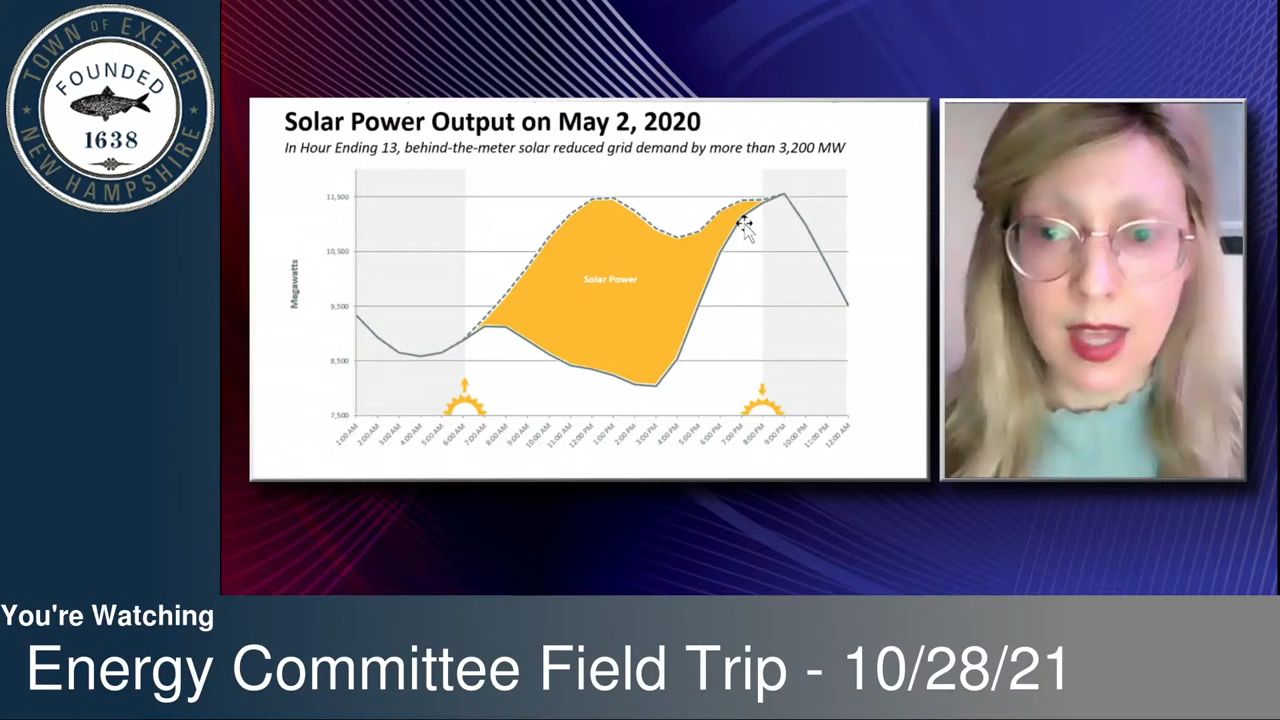 TOWN OF EXETER
FOUNDED
1638
NEW HAMPSHIRE
Solar Power Output on May 2, 2020
In Hour Ending 13, behind-the-meter solar reduced grid demand by more than 3,200 MW
Megawatts
11,500
10,500
9,500
8,500
7,500
Solar Power
1:00 AM
2:00 AM
3:00 AM
4:00 AM
5:00 AM
6:00 AM
7:00 AM
8:00 AM
9:00 AM
10:00 AM
11:00 AM
12:00 PM
1:00 PM
2:00 PM
3:00 PM
4:00 PM
5:00 PM
6:00 PM
7:00 PM
8:00 PM
9:00 PM
10:00 PM
11:00 PM
12:00 AM
You're Watching
Energy Committee Field Trip - 10/28/21